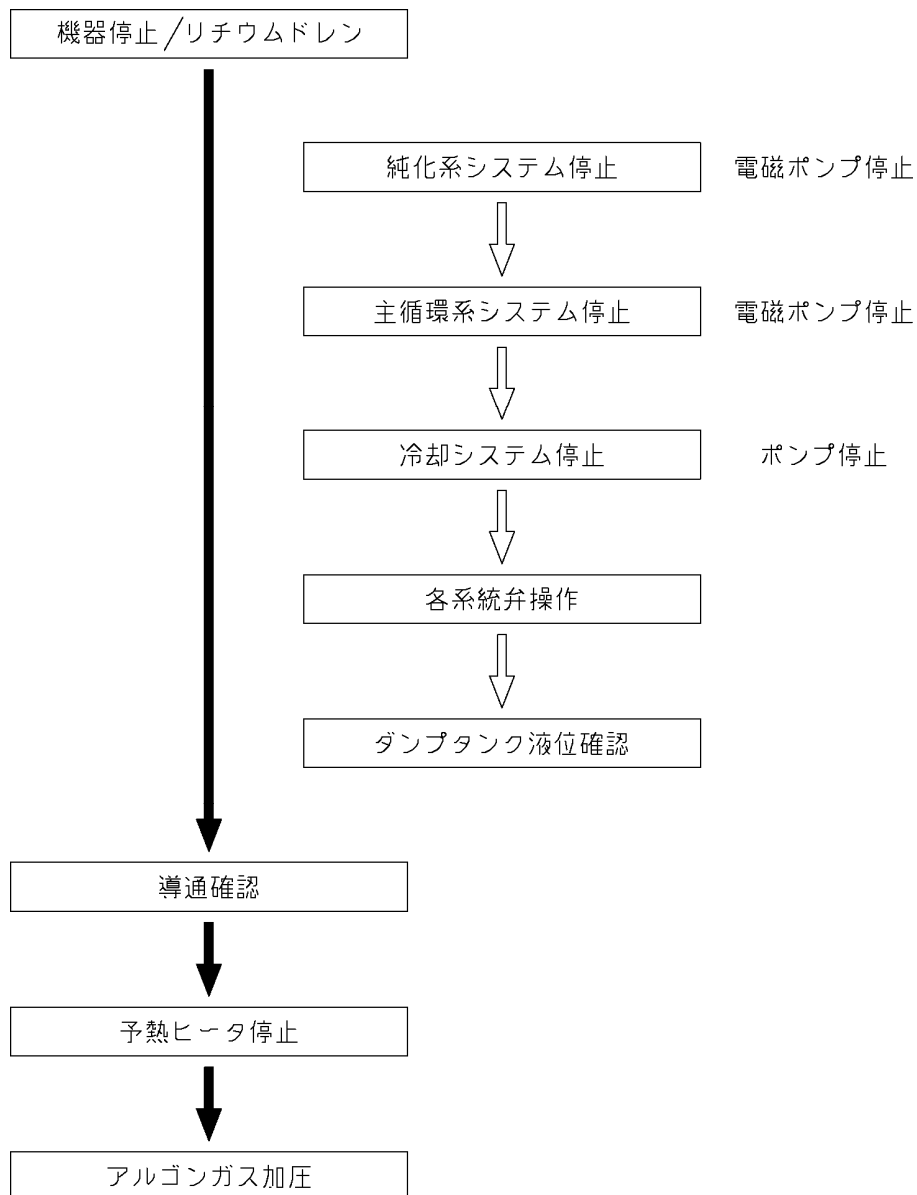 機器停止/リチウムドレン
純化系システム停止 電磁ポンプ停止
主循環系システム停止 電磁ポンプ停止
冷却システム停止 ポンプ停止
各系統弁操作
ダンプタンク液位確認
導通確認
予熱ヒータ停止
アルゴンガス加圧